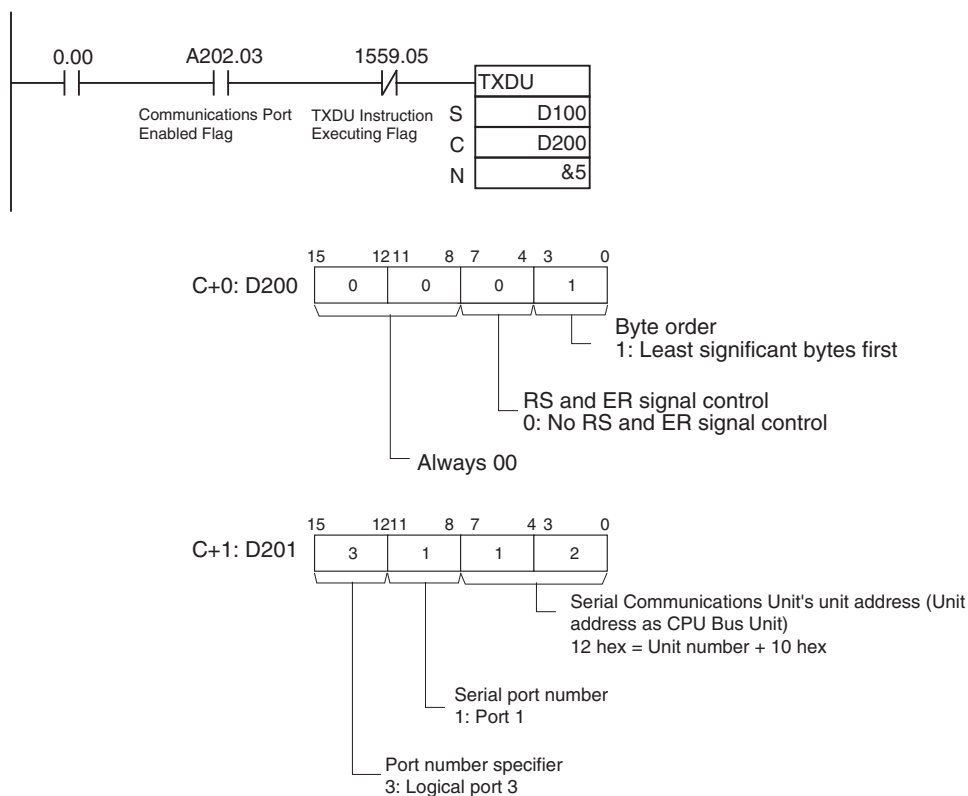 0.00 A202.03 1559.05
TXDU
Communications Port TXDU Instruction S D100
Enabled Flag Executing Flag
C D200
N &5
15 12 11 8 7 4 3 0
C+0: D200 0 0 0 1
Byte order
1: Least significant bytes first
RS and ER signal control
0: No RS and ER signal control
Always 00
15 1211 8 7 4 3 0
C+1: D201 3 1 1 2
Serial Communications Unit's unit address (Unit
address as CPU Bus Unit)
12 hex = Unit number + 10 hex
Serial port number
1: Port 1
Port number specifier
3: Logical port 3